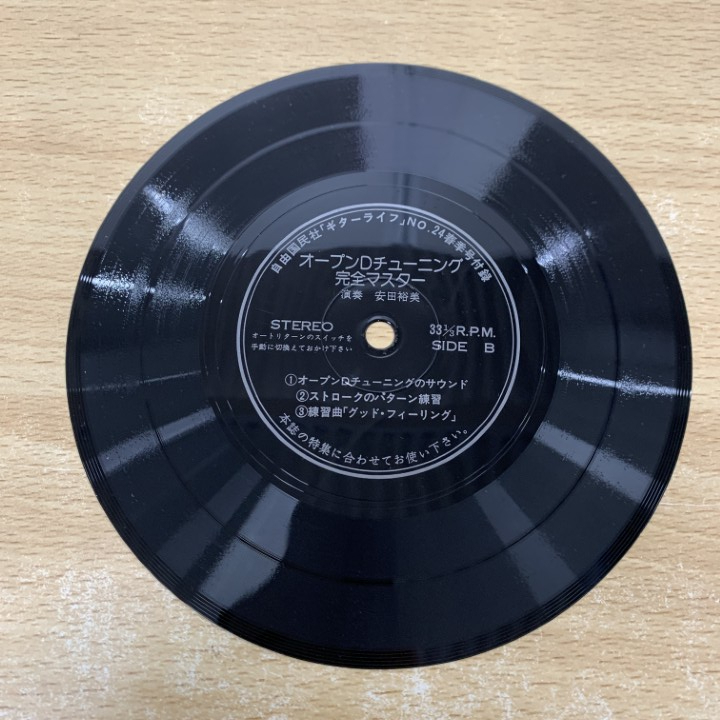 自由国民社「ギターライフ」NO.24春季号付録
オープンDチューニング
完全マスター
演奏 安田裕美
STEREO
オートリターンのスイッチを
手動に切換えておかけ下さい
33⅓R.P.M.
SIDE B
①オープンDチューニングのサウンド
②ストロークのパターン練習
③練習曲「グッド・フィーリング」
本誌の特集に合わせてお使い下さい。